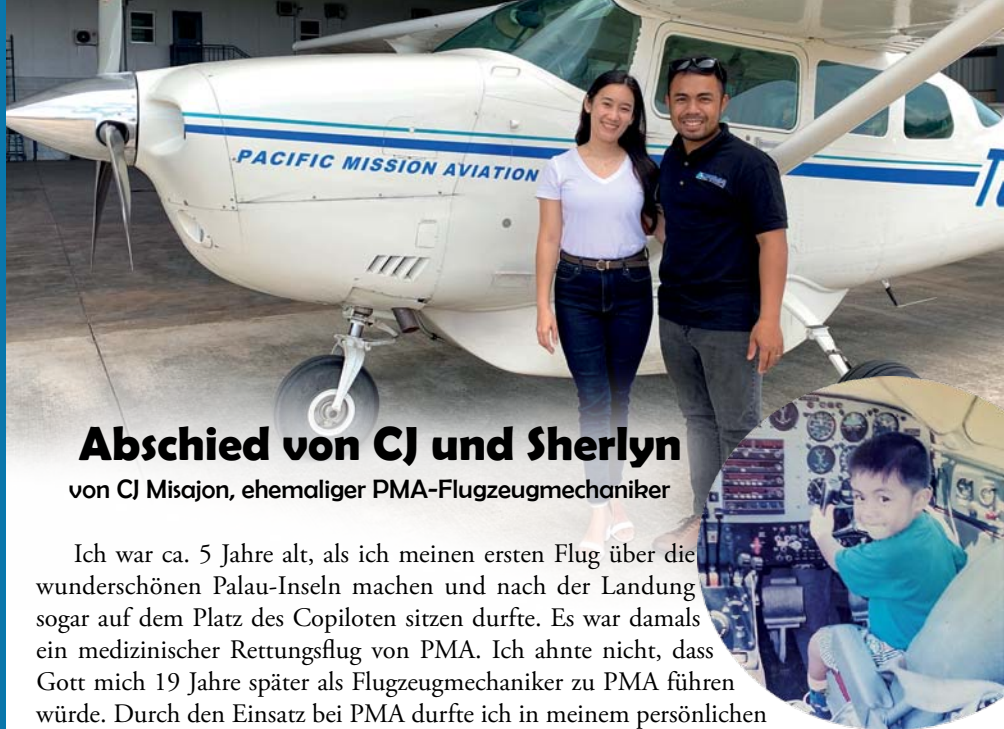 PACIFIC MISSION AVIATION
Abschied von CJ und Sherlyn
von CJ Misajon, ehemaliger PMA-Flugzeugmechaniker
Ich war ca. 5 Jahre alt, als ich meinen ersten Flug über die
wunderschönen Palau-Inseln machen und nach der Landung
sogar auf dem Platz des Copiloten sitzen durfte. Es war damals
ein medizinischer Rettungsflug von PMA. Ich ahnte nicht, dass
Gott mich 19 Jahre später als Flugzeugmechaniker zu PMA führen
würde. Durch den Einsatz bei PMA durfte ich in meinem persönlichen